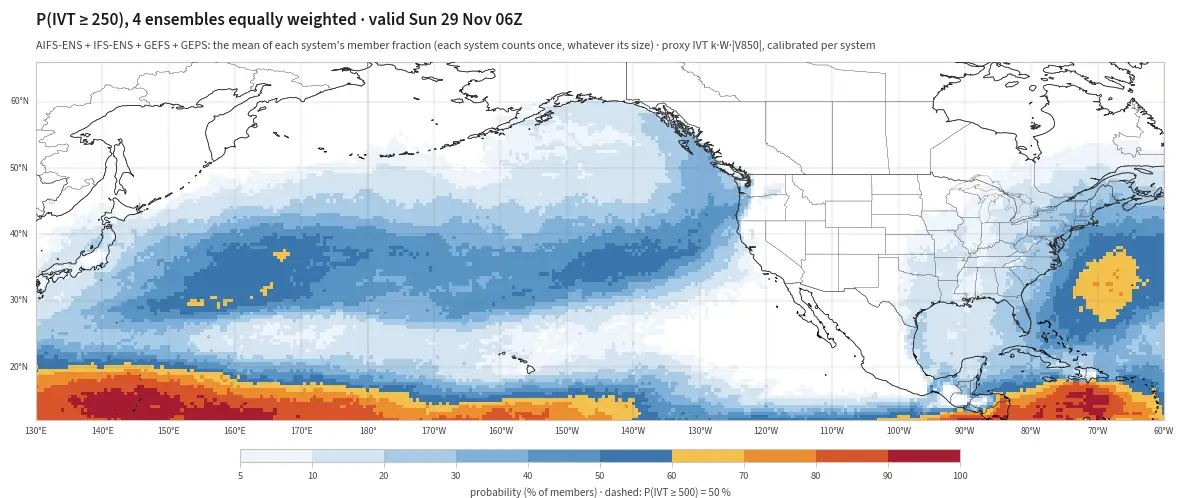 P(IVT ≥ 250), 4 ensembles equally weighted · valid Sun 29 Nov 06Z
AIFS-ENS + IFS-ENS + GEFS + GEPS: the mean of each system's member fraction (each system counts once, whatever its size) · proxy IVT k·W·|V850|, calibrated per system
60°N
50°N
40°N
30°N
20°N
130°E 140°E 150°E 160°E 170°E 180° 170°W 160°W 150°W 140°W 130°W 120°W 110°W 100°W 90°W 80°W 70°W 60°W
5 10 20 30 40 50 60 70 80 90 100
probability (% of members) · dashed: P(IVT ≥ 500) = 50 %